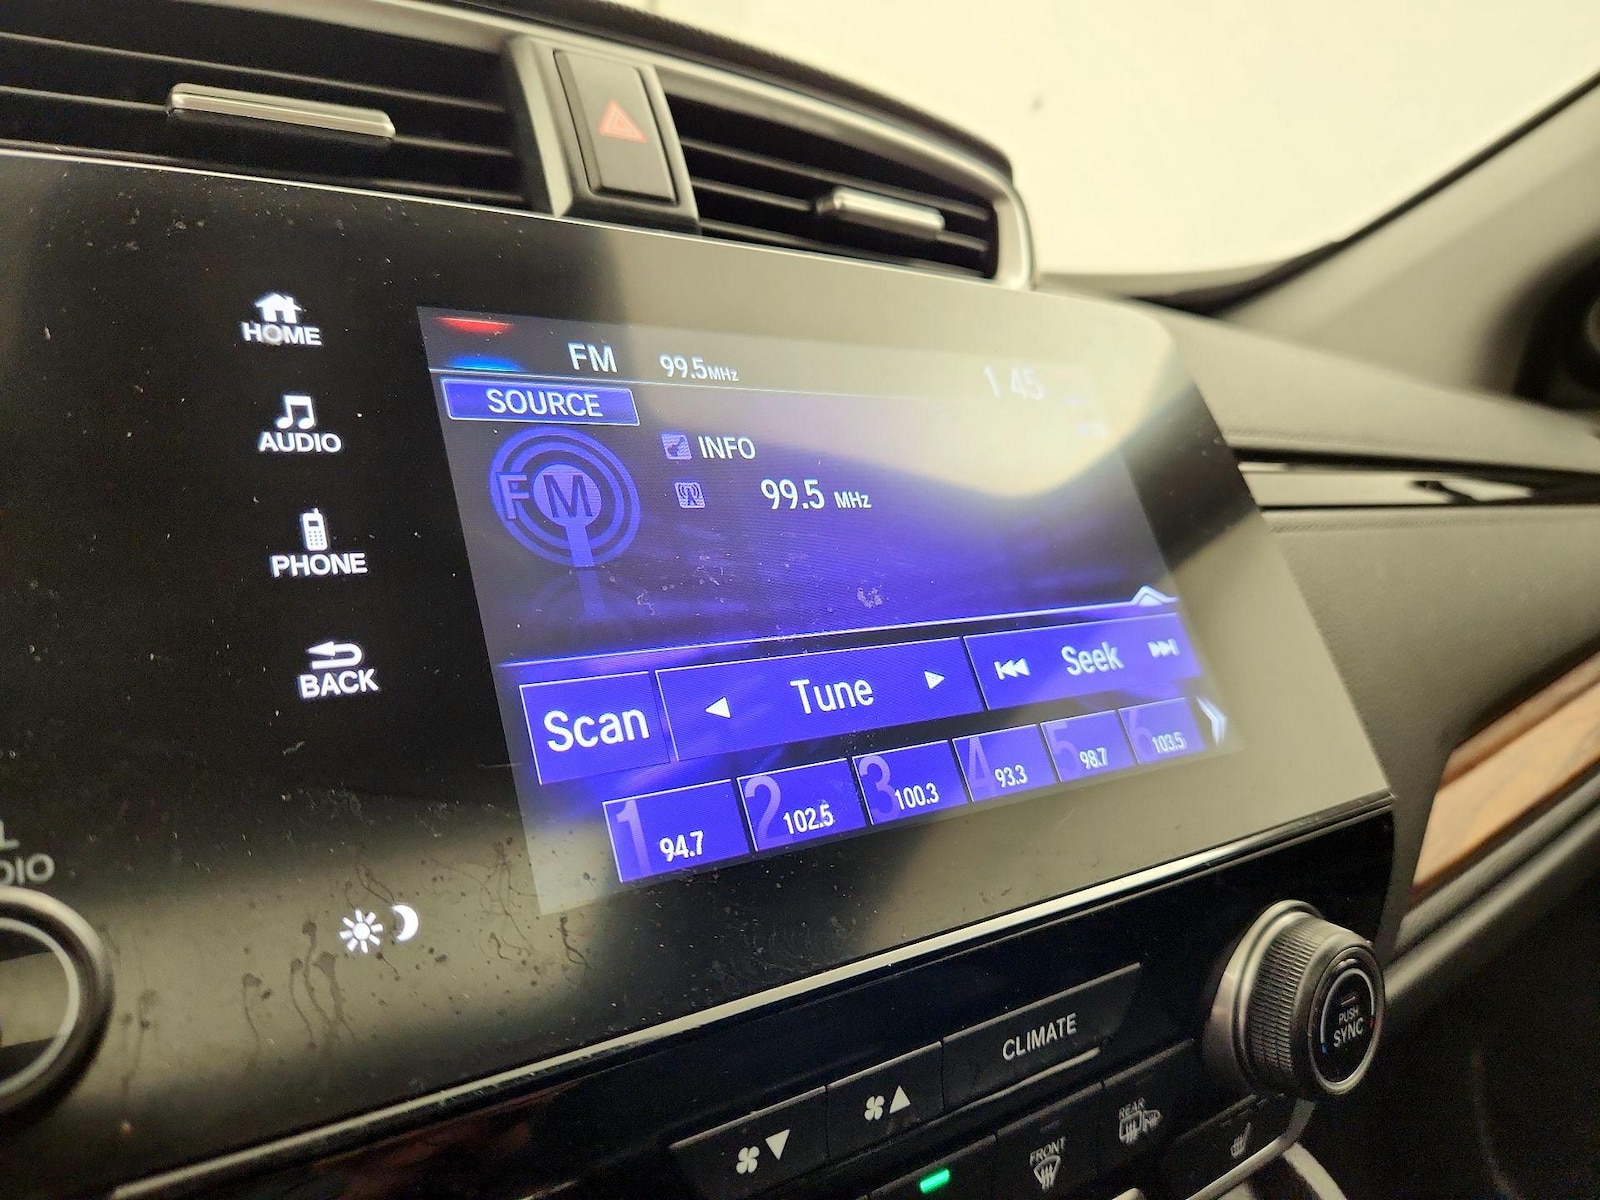 HOME
AUDIO
PHONE
BACK
FM 99.5MHz 1:45
SOURCE
FM
INFO
99.5 MHz
Scan
Tune
Seek
1 94.7
2 102.5
3 100.3
4 93.3
5 98.7
6 103.5
CLIMATE
PUSH
SYNC
FRONT
REAR